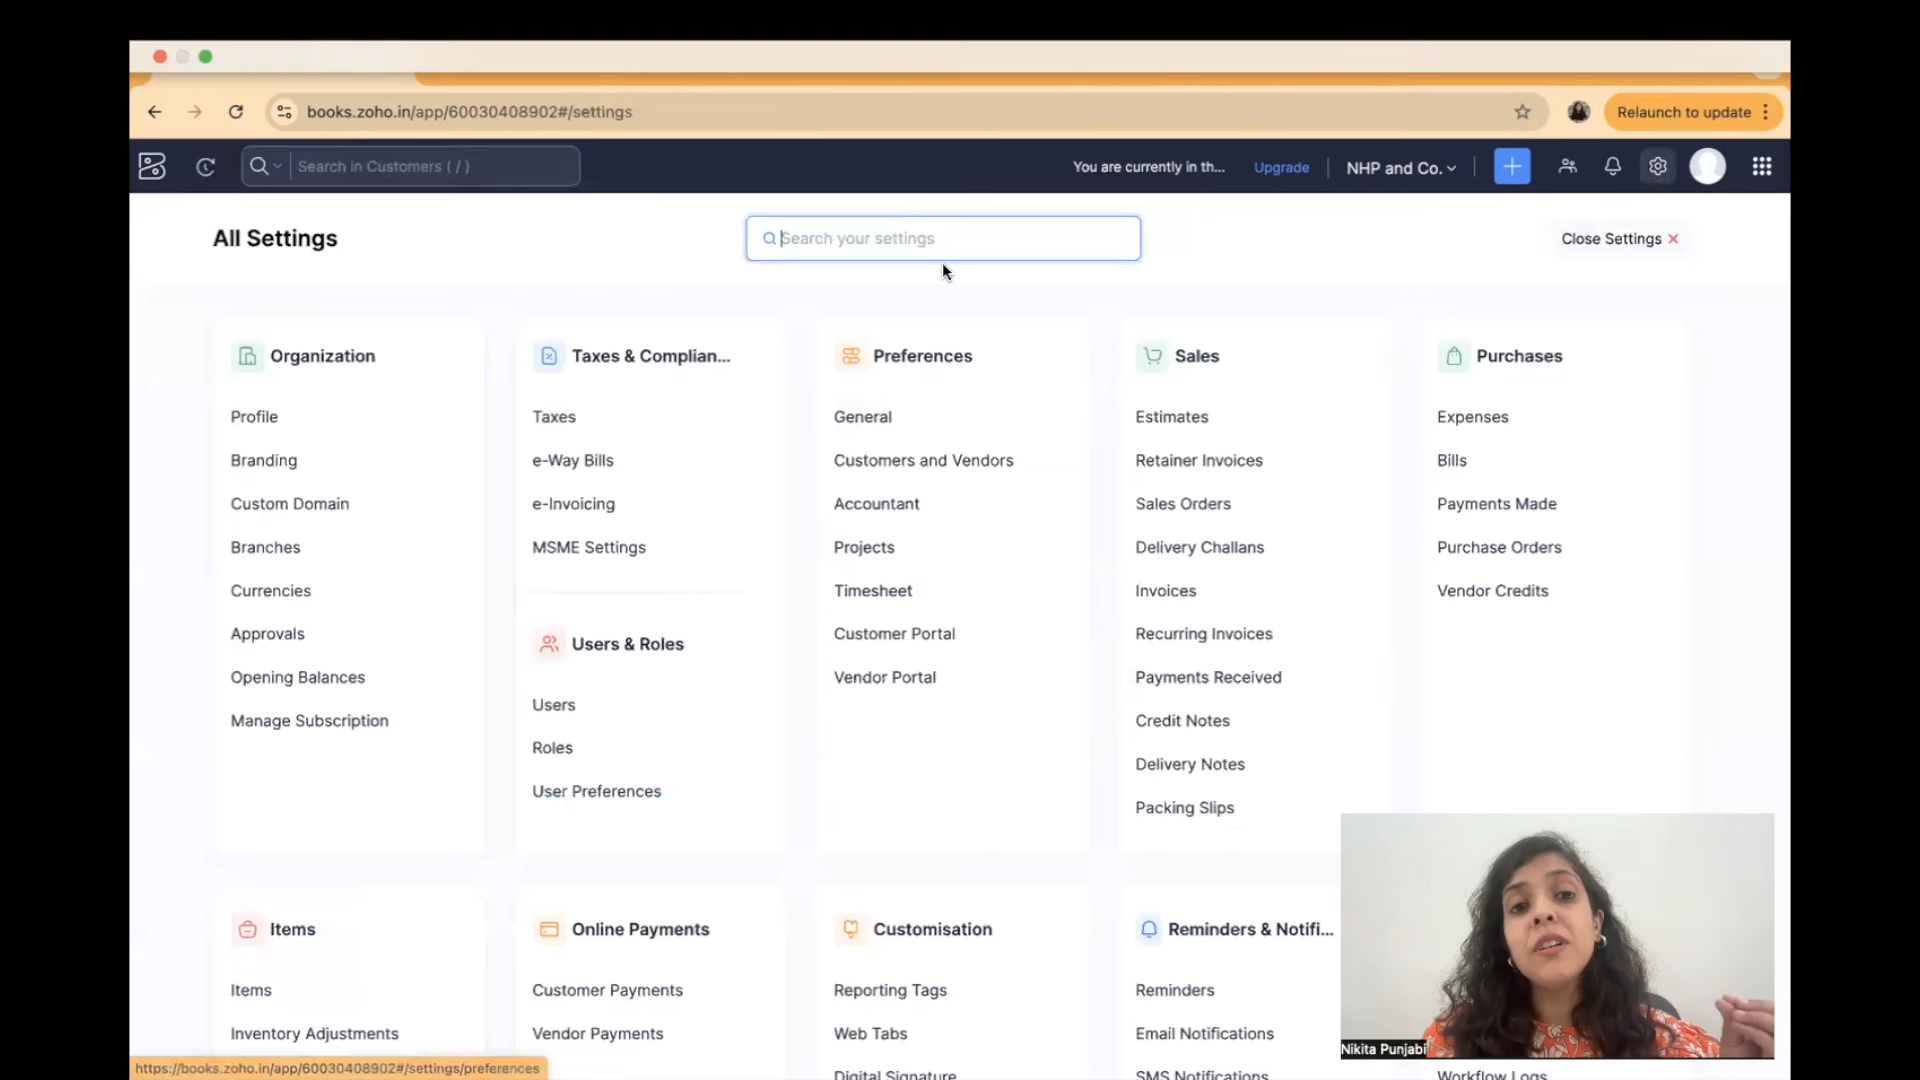 books.zoho.in/app/60030408902#/settings
Relaunch to update
Search in Customers ( / )
You are currently in th...
Upgrade
NHP and Co.
All Settings
Search your settings
Close Settings
Organization
Profile
Branding
Custom Domain
Branches
Currencies
Approvals
Opening Balances
Manage Subscription
Taxes & Complian...
Taxes
e-Way Bills
e-Invoicing
MSME Settings
Users & Roles
Users
Roles
User Preferences
Preferences
General
Customers and Vendors
Accountant
Projects
Timesheet
Customer Portal
Vendor Portal
Sales
Estimates
Retainer Invoices
Sales Orders
Delivery Challans
Invoices
Recurring Invoices
Payments Received
Credit Notes
Delivery Notes
Packing Slips
Purchases
Expenses
Bills
Payments Made
Purchase Orders
Vendor Credits
Items
Items
Inventory Adjustments
Online Payments
Customer Payments
Vendor Payments
Customisation
Reporting Tags
Web Tabs
Digital Signature
Reminders & Notifi...
Reminders
Email Notifications
SMS Notifications
Workflow Logs
Nikita Punjabi
https://books.zoho.in/app/60030408902#/settings/preferences